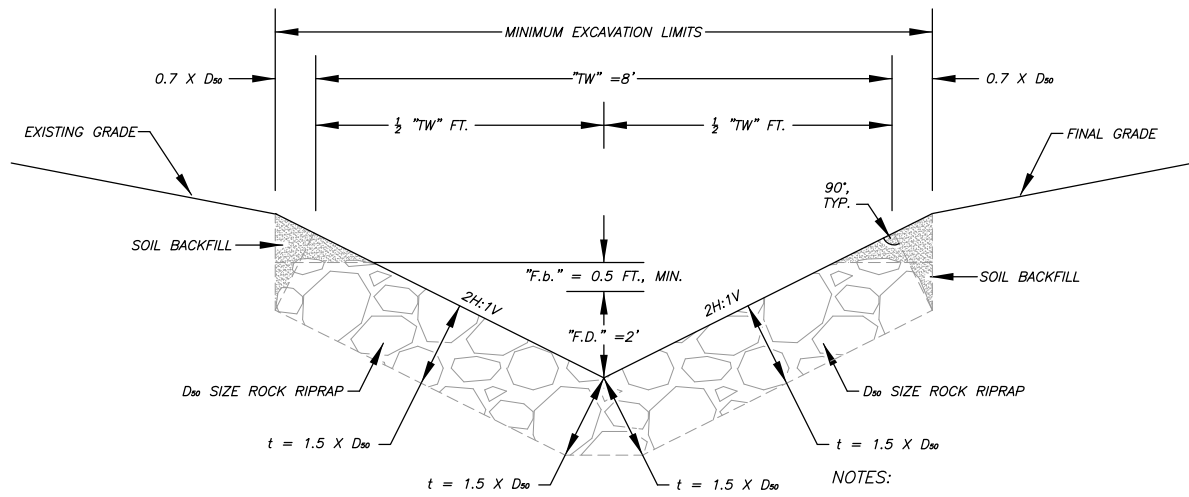 MINIMUM EXCAVATION LIMITS
0.7 X D50
"TW" =8'
0.7 X D50
½ "TW" FT.
½ "TW" FT.
EXISTING GRADE
FINAL GRADE
90°,
TYP.
SOIL BACKFILL
"F.b." = 0.5 FT., MIN.
SOIL BACKFILL
2H:1V
2H:1V
"F.D." =2'
D50 SIZE ROCK RIPRAP
D50 SIZE ROCK RIPRAP
t = 1.5 X D50
t = 1.5 X D50
t = 1.5 X D50
t = 1.5 X D50
NOTES: